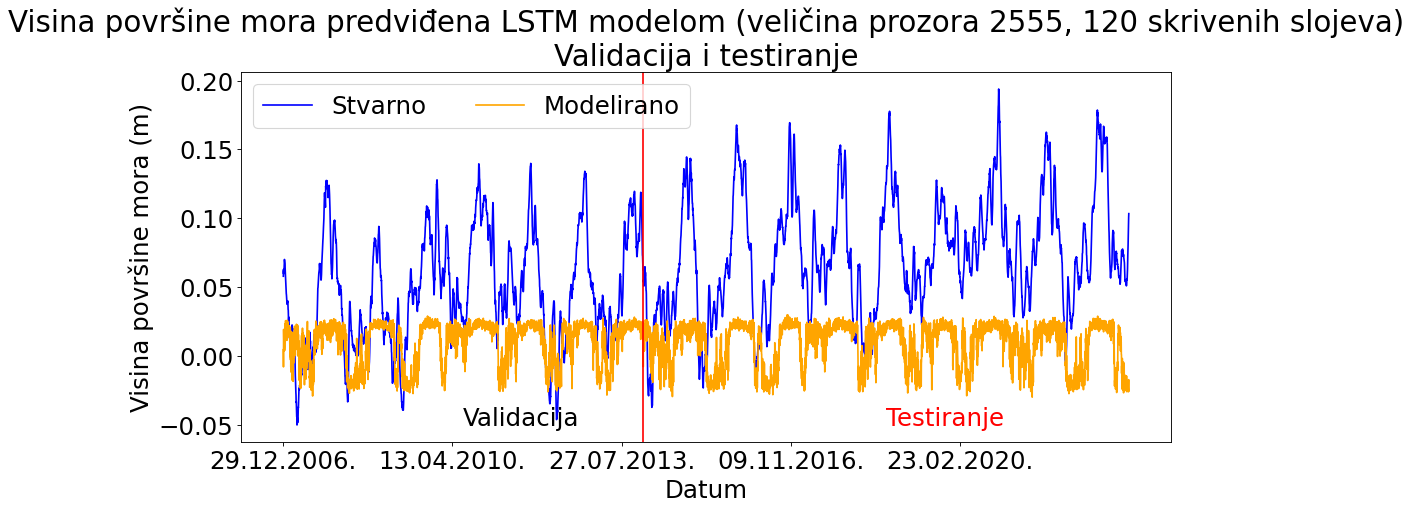 Visina površine mora predviđena LSTM modelom (veličina prozora 2555, 120 skrivenih slojeva)
Validacija i testiranje
Stvarno
Modelirano
Visina površine mora (m)
0.20
0.15
0.10
0.05
0.00
−0.05
Validacija
Testiranje
29.12.2006.
13.04.2010.
27.07.2013.
09.11.2016.
23.02.2020.
Datum